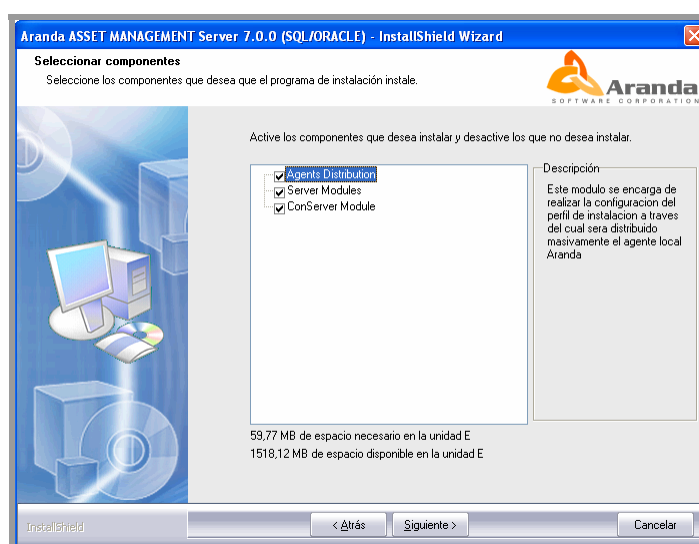 Aranda ASSET MANAGEMENT Server 7.0.0 (SQL/ORACLE) - InstallShield Wizard
Seleccionar componentes
Seleccione los componentes que desea que el programa de instalación instale.
Aranda
SOFTWARE CORPORATION
Active los componentes que desea instalar y desactive los que no desea instalar.
Agents Distribution
Server Modules
ConServer Module
Descripción
Este modulo se encarga de
realizar la configuracion del
perfil de instalacion a traves
del cual sera distribuido
masivamente el agente local
Aranda
59,77 MB de espacio necesario en la unidad E
1518,12 MB de espacio disponible en la unidad E
InstallShield
< Atrás
Siguiente >
Cancelar